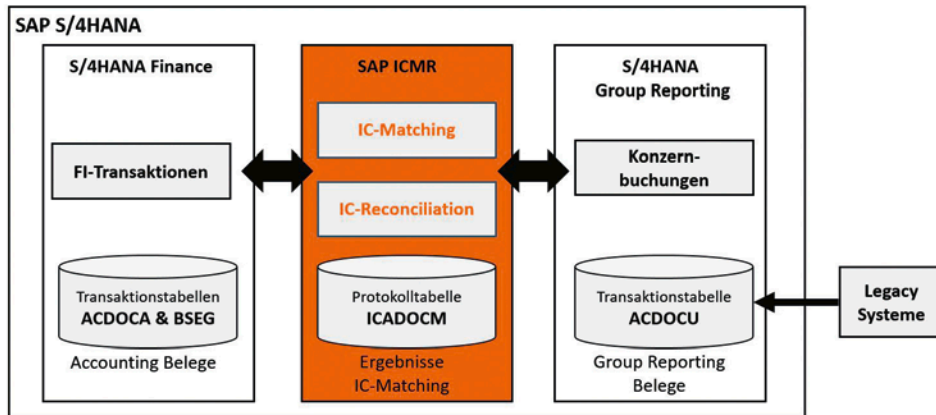 SAP S/4HANA
S/4HANA Finance
FI-Transaktionen
Transaktionstabellen
ACDOCA & BSEG
Accounting Belege
SAP ICMR
IC-Matching
IC-Reconciliation
Protokolltabelle
ICADOCM
Ergebnisse
IC-Matching
S/4HANA
Group Reporting
Konzern-
buchungen
Transaktionstabelle
ACDOCU
Group Reporting
Belege
Legacy
Systeme